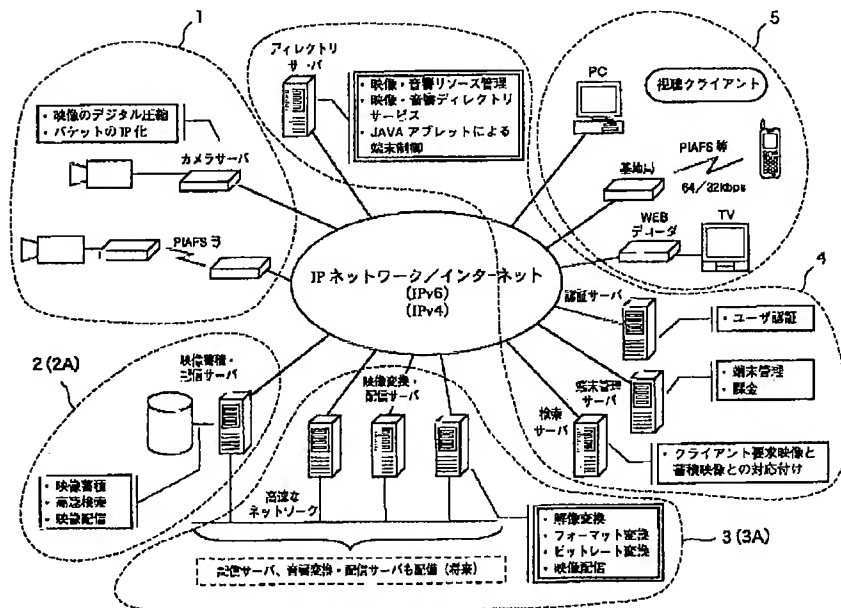 1
5
ディレクトリ
サーバ
・映像・音響リソース管理
・映像・音響ディレクトリ
サービス
・JAVA アプレットによる
端末制御
PC
視聴クライアント
・映像のデジタル圧縮
・パケットのIP化
カメラサーバ
PIAFS 等
64/32kbps
基地局
WEB
デコーダ
TV
PIAFS 等
IP ネットワーク/インターネット
(IPv6)
(IPv4)
4
認証サーバ
・ユーザ認証
2 (2A)
映像蓄積・
配信サーバ
映像変換・
配信サーバ
端末管理
サーバ
・端末管理
・課金
検索
サーバ
・クライアント要求映像と
蓄積映像との対応付け
・映像蓄積
・高速検索
・映像配信
高速な
ネットワーク
・解像変換
・フォーマット変換
・ビットレート変換
・映像配信
3 (3A)
配信サーバ、音響変換・配信サーバも配備(将来)